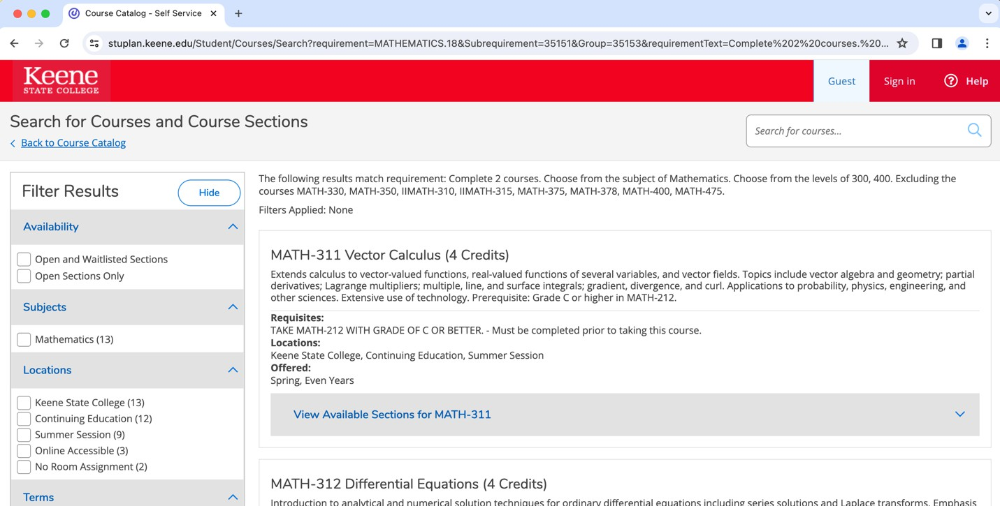 Course Catalog - Self Service
stuplan.keene.edu/Student/Courses/Search?requirement=MATHEMATICS.18&Subrequirement=35151&Group=35153&requirementText=Complete%202%20courses.%20...
Keene
STATE COLLEGE
Guest
Sign in
Help
Search for Courses and Course Sections
Back to Course Catalog
Search for courses...
Filter Results
Hide
Availability
Open and Waitlisted Sections
Open Sections Only
Subjects
Mathematics (13)
Locations
Keene State College (13)
Continuing Education (12)
Summer Session (9)
Online Accessible (3)
No Room Assignment (2)
Terms
The following results match requirement: Complete 2 courses. Choose from the subject of Mathematics. Choose from the levels of 300, 400. Excluding the
courses MATH-330, MATH-350, IIMATH-310, IIMATH-315, MATH-375, MATH-378, MATH-400, MATH-475.
Filters Applied: None
MATH-311 Vector Calculus (4 Credits)
Extends calculus to vector-valued functions, real-valued functions of several variables, and vector fields. Topics include vector algebra and geometry; partial
derivatives; Lagrange multipliers; multiple, line, and surface integrals; gradient, divergence, and curl. Applications to probability, physics, engineering, and
other sciences. Extensive use of technology. Prerequisite: Grade C or higher in MATH-212.
Requisites:
TAKE MATH-212 WITH GRADE OF C OR BETTER. - Must be completed prior to taking this course.
Locations:
Keene State College, Continuing Education, Summer Session
Offered:
Spring, Even Years
View Available Sections for MATH-311
MATH-312 Differential Equations (4 Credits)
Introduction to analytical and numerical solution techniques for ordinary differential equations including series solutions and Laplace transforms. Emphasis